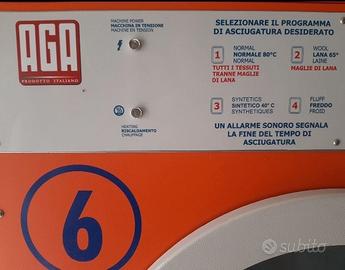 AGA
PRODOTTO ITALIANO
MACHINE POWER
MACCHINA IN TENSIONE
MACHINE EN TENSION
HEATING
RISCALDAMENTO
CHAUFFAGE
SELEZIONARE IL PROGRAMMA
DI ASCIUGATURA DESIDERATO
1
NORMAL
NORMALE 80°C
NORMAL
TUTTI I TESSUTI
TRANNE MAGLIE
DI LANA
2
WOOL
LANA 65°
LAINE
MAGLIE DI LANA
3
SYNTETICS
SINTETICO 40° C
SYNTHETIQUES
4
FLUFF
FREDDO
FROID
UN ALLARME SONORO SEGNALA
LA FINE DEL TEMPO DI
ASCIUGATURA
6
subito